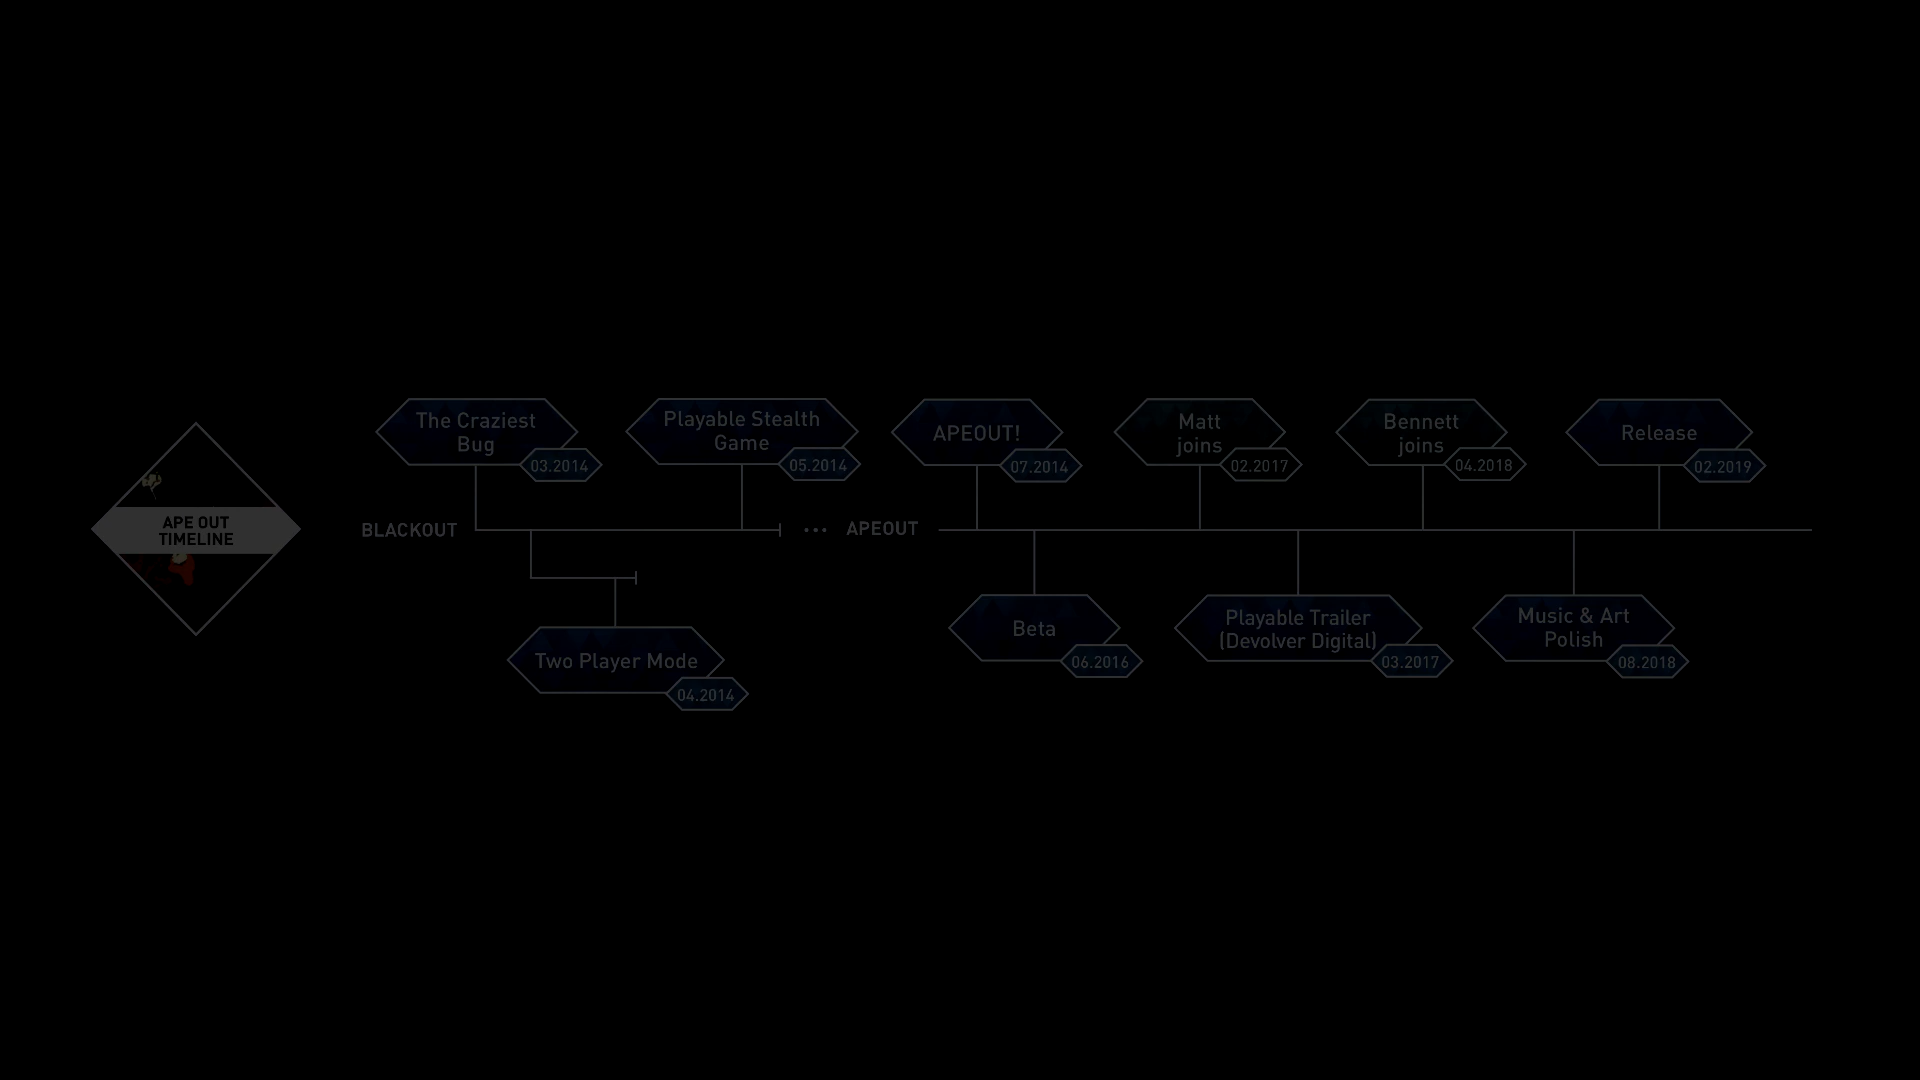 APE OUT
TIMELINE
BLACKOUT
The Craziest
Bug
03.2014
Two Player Mode
04.2014
Playable Stealth
Game
05.2014
...
APEOUT
APEOUT!
07.2014
Beta
06.2016
Matt
joins
02.2017
Playable Trailer
(Devolver Digital)
03.2017
Bennett
joins
04.2018
Music & Art
Polish
08.2018
Release
02.2019